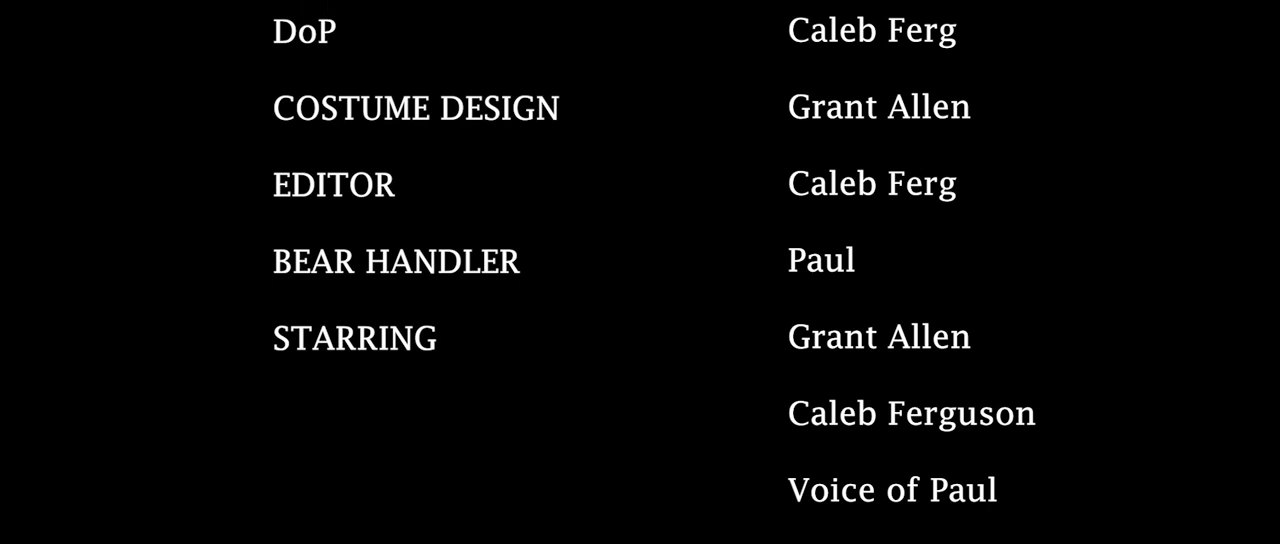 DoP Caleb Ferg
COSTUME DESIGN Grant Allen
EDITOR Caleb Ferg
BEAR HANDLER Paul
STARRING Grant Allen
Caleb Ferguson
Voice of Paul